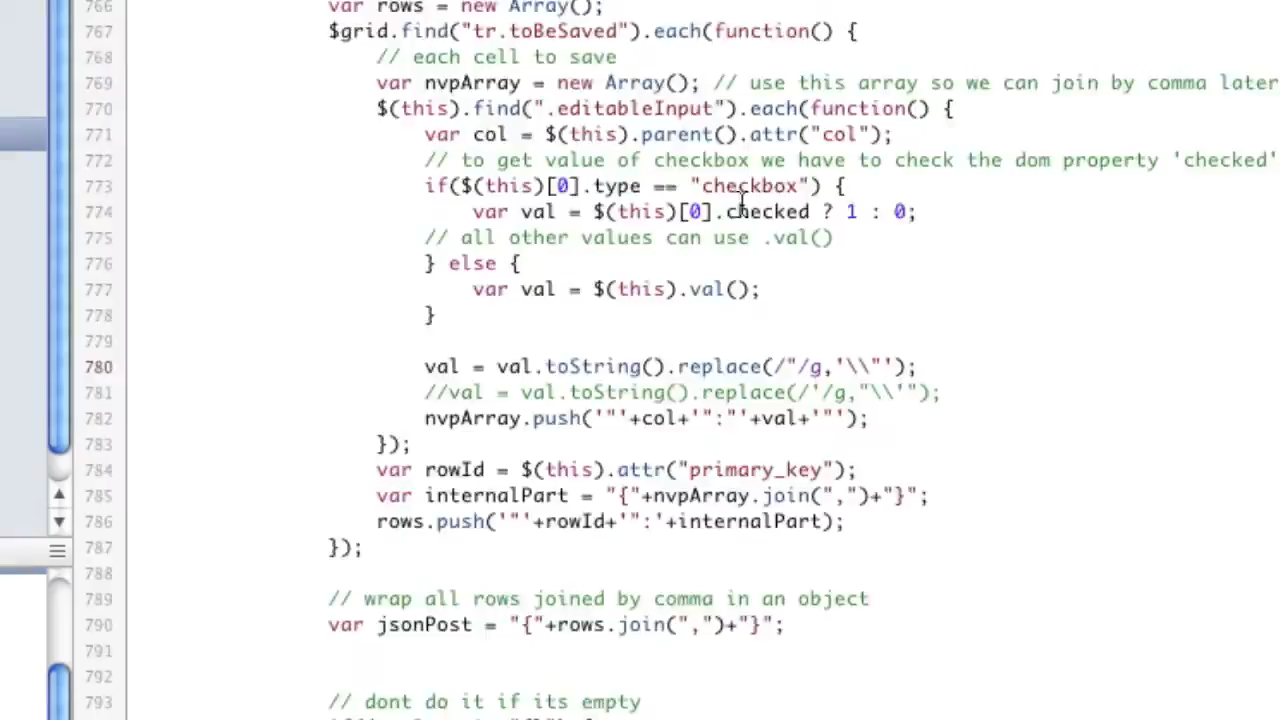 766 var rows = new Array();
767 $grid.find("tr.toBeSaved").each(function() {
768 // each cell to save
769 var nvpArray = new Array(); // use this array so we can join by comma later
770 $(this).find(".editableInput").each(function() {
771 var col = $(this).parent().attr("col");
772 // to get value of checkbox we have to check the dom property 'checked'
773 if($(this)[0].type == "checkbox") {
774 var val = $(this)[0].checked ? 1 : 0;
775 // all other values can use .val()
776 } else {
777 var val = $(this).val();
778 }
779
780 val = val.toString().replace(/"/g,'\\"');
781 //val = val.toString().replace(/'/g,"\\'");
782 nvpArray.push('"'+col+'":"'+val+'"');
783 });
784 var rowId = $(this).attr("primary_key");
785 var internalPart = "{"+nvpArray.join(",")+"}";
786 rows.push('"'+rowId+'":'+internalPart);
787 });
788
789 // wrap all rows joined by comma in an object
790 var jsonPost = "{"+rows.join(",")+"}";
791
792
793 // dont do it if its empty